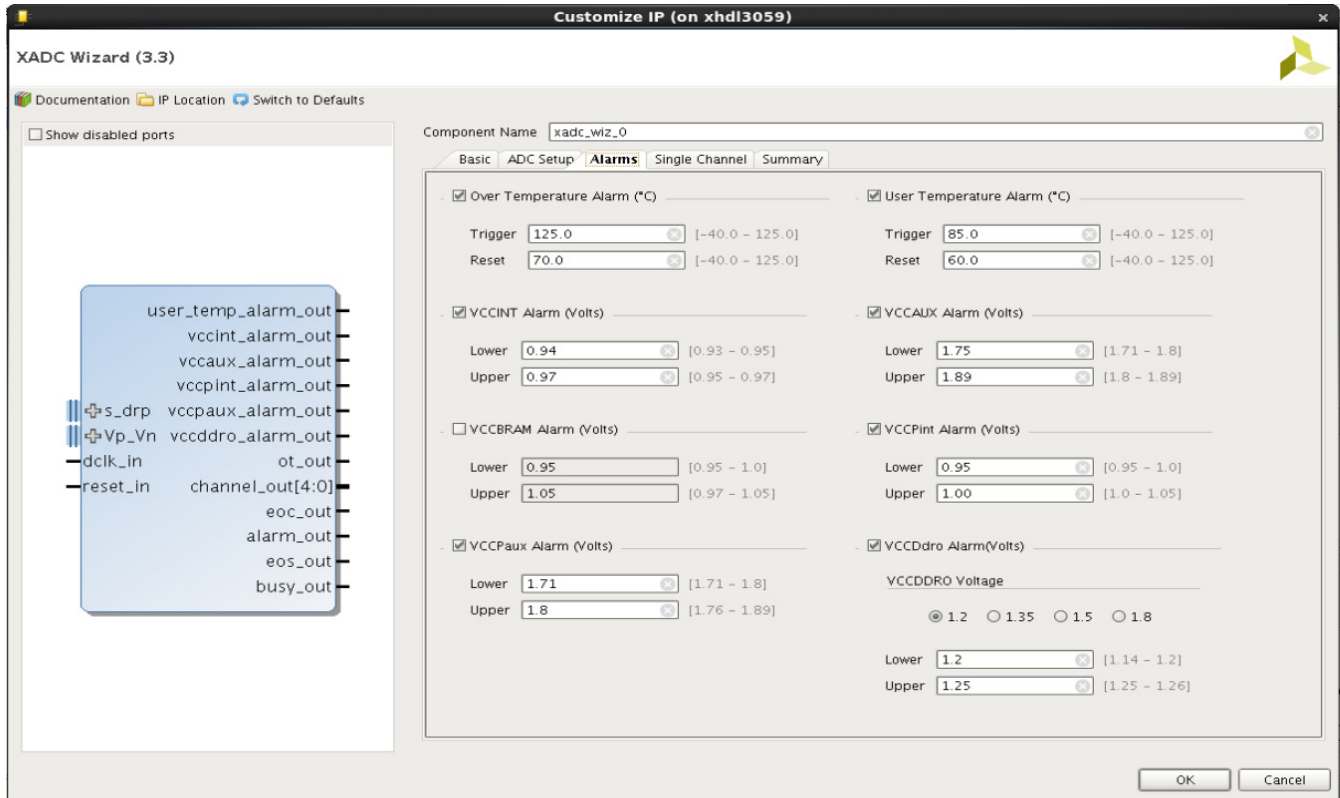 Customize IP (on xhdl3059)
XADC Wizard (3.3)
Documentation IP Location Switch to Defaults
Show disabled ports
user_temp_alarm_out
vccint_alarm_out
vccaux_alarm_out
vccpint_alarm_out
s_drp vccpaux_alarm_out
Vp_Vn vccddro_alarm_out
dclk_in ot_out
reset_in channel_out[4:0]
eoc_out
alarm_out
eos_out
busy_out
Component Name xadc_wiz_0
Basic ADC Setup Alarms Single Channel Summary
Over Temperature Alarm (°C)
Trigger 125.0 [-40.0 - 125.0]
Reset 70.0 [-40.0 - 125.0]
User Temperature Alarm (°C)
Trigger 85.0 [-40.0 - 125.0]
Reset 60.0 [-40.0 - 125.0]
VCCINT Alarm (Volts)
Lower 0.94 [0.93 - 0.95]
Upper 0.97 [0.95 - 0.97]
VCCAUX Alarm (Volts)
Lower 1.75 [1.71 - 1.8]
Upper 1.89 [1.8 - 1.89]
VCCBRAM Alarm (Volts)
Lower 0.95 [0.95 - 1.0]
Upper 1.05 [0.97 - 1.05]
VCCPint Alarm (Volts)
Lower 0.95 [0.95 - 1.0]
Upper 1.00 [1.0 - 1.05]
VCCPaux Alarm (Volts)
Lower 1.71 [1.71 - 1.8]
Upper 1.8 [1.76 - 1.89]
VCCDdro Alarm(Volts)
VCCDDRO Voltage
1.2 1.35 1.5 1.8
Lower 1.2 [1.14 - 1.2]
Upper 1.25 [1.25 - 1.26]
OK Cancel